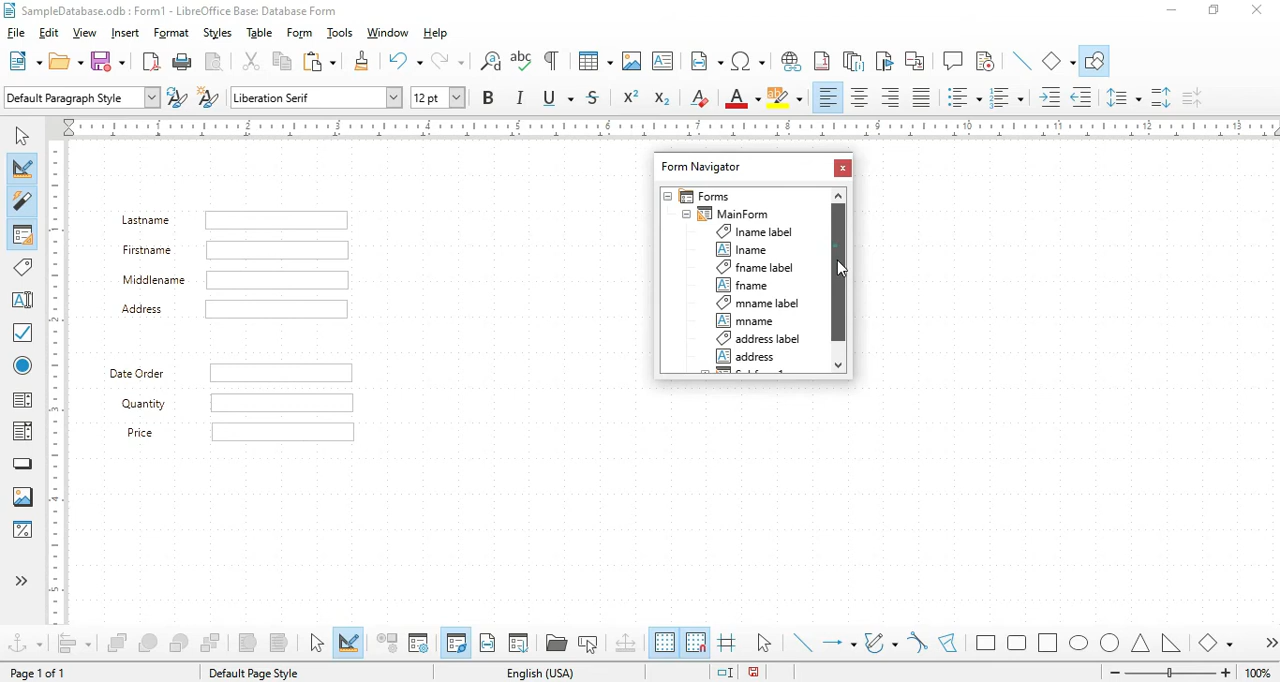 SampleDatabase.odb : Form1 - LibreOffice Base: Database Form
File Edit View Insert Format Styles Table Form Tools Window Help
Default Paragraph Style Liberation Serif 12 pt
Form Navigator
Forms
MainForm
lname label
lname
fname label
fname
mname label
mname
address label
address
Lastname
Firstname
Middlename
Address
Date Order
Quantity
Price
Page 1 of 1 Default Page Style English (USA) 100%